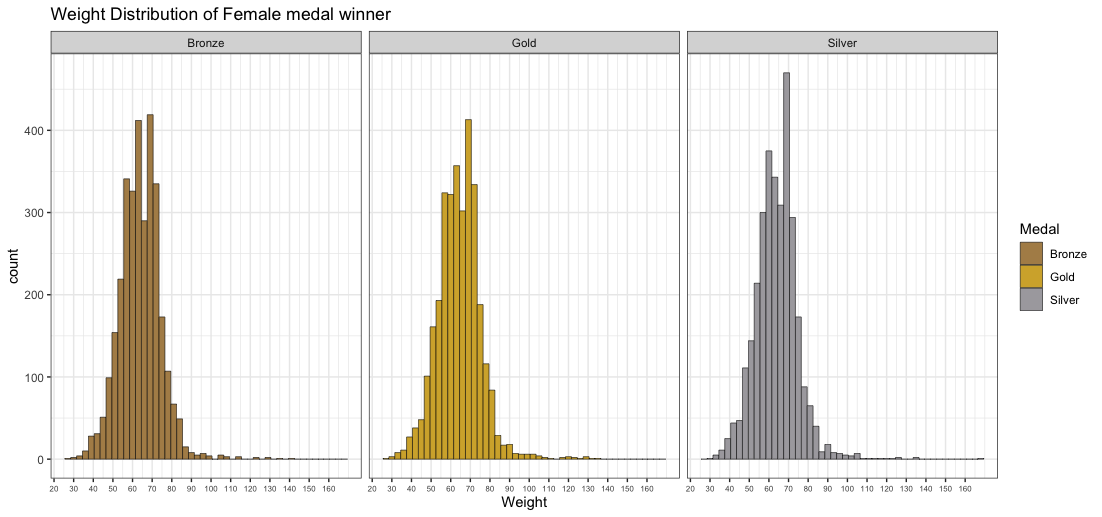 Weight Distribution of Female medal winner
Bronze Gold Silver
400
300
200
100
0
count
20 30 40 50 60 70 80 90 100 110 120 130 140 150 160
20 30 40 50 60 70 80 90 100 110 120 130 140 150 160
20 30 40 50 60 70 80 90 100 110 120 130 140 150 160
Weight
Medal
Bronze
Gold
Silver